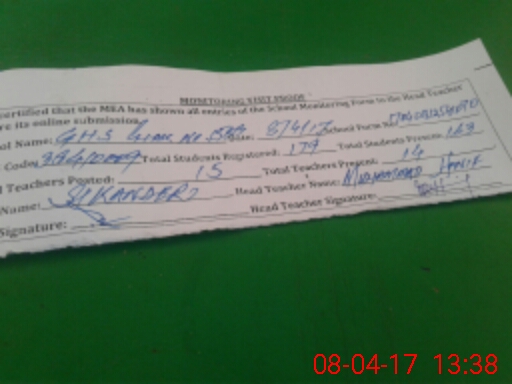 MONITORING VISIT PROOF
certified that the MEA has shown all entries of the School Monitoring Form to the Head Teacher
re its online submission.
ool Name: G.H.S Date: 8/4/17 School Form No
Code: Total Students Registered: 179 Total Students Present: 163
d Teachers Posted: 15 Total Teachers Present: 14
Name: SIKANDER Head Teacher Name: MUHAMMAD HANIF
Signature: Head Teacher Signature:
08-04-17 13:38